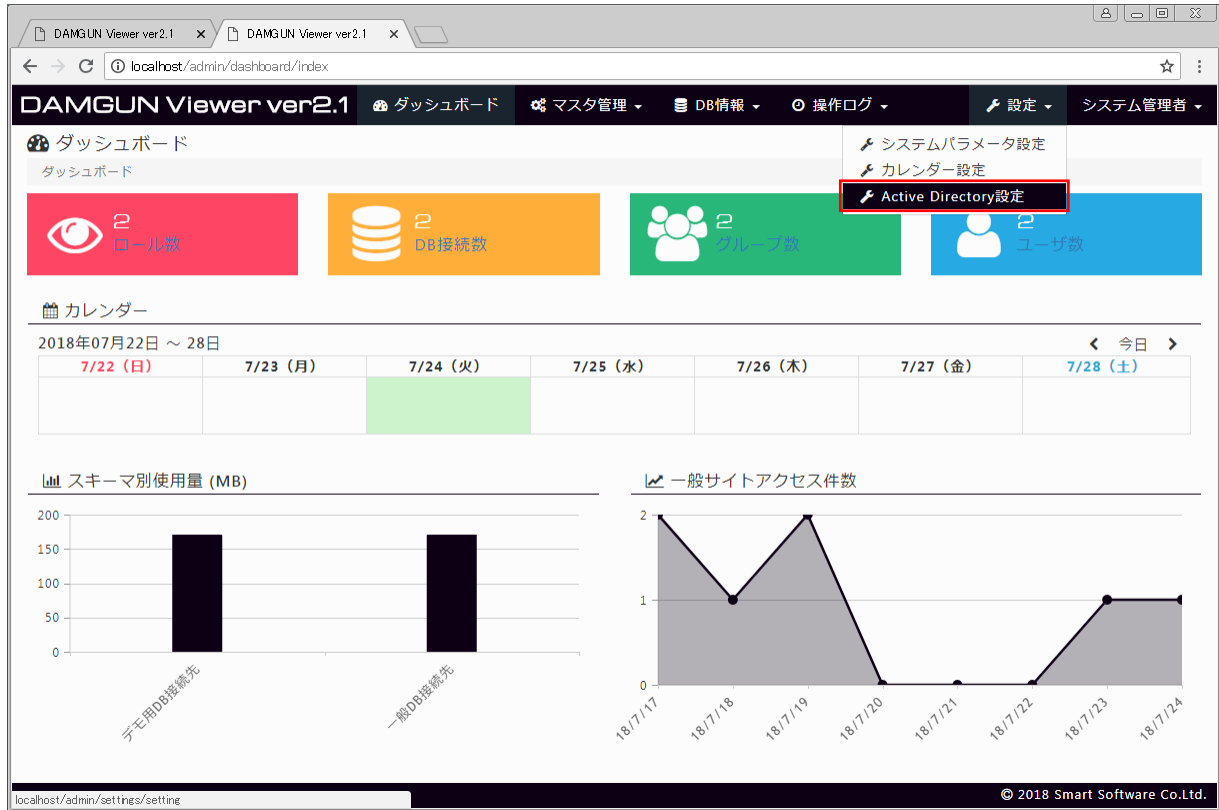 DAMGUN Viewer ver2.1 DAMGUN Viewer ver2.1
localhost/admin/dashboard/index
DAMGUN Viewer ver2.1 ダッシュボード マスタ管理 DB情報 操作ログ 設定 システム管理者
システムパラメータ設定
カレンダー設定
Active Directory設定
ダッシュボード
ダッシュボード
2
ロール数
2
DB接続数
2
グループ数
2
ユーザ数
カレンダー
2018年07月22日 ～ 28日 今日
7/22（日） 7/23（月） 7/24（火） 7/25（水） 7/26（木） 7/27（金） 7/28（土）
スキーマ別使用量 (MB)
200
150
100
50
0
デモ用DB接続先 一般DB接続先
一般サイトアクセス件数
2
1
0
18/7/17 18/7/18 18/7/19 18/7/20 18/7/21 18/7/22 18/7/23 18/7/24
localhost/admin/settings/setting
© 2018 Smart Software Co.Ltd.